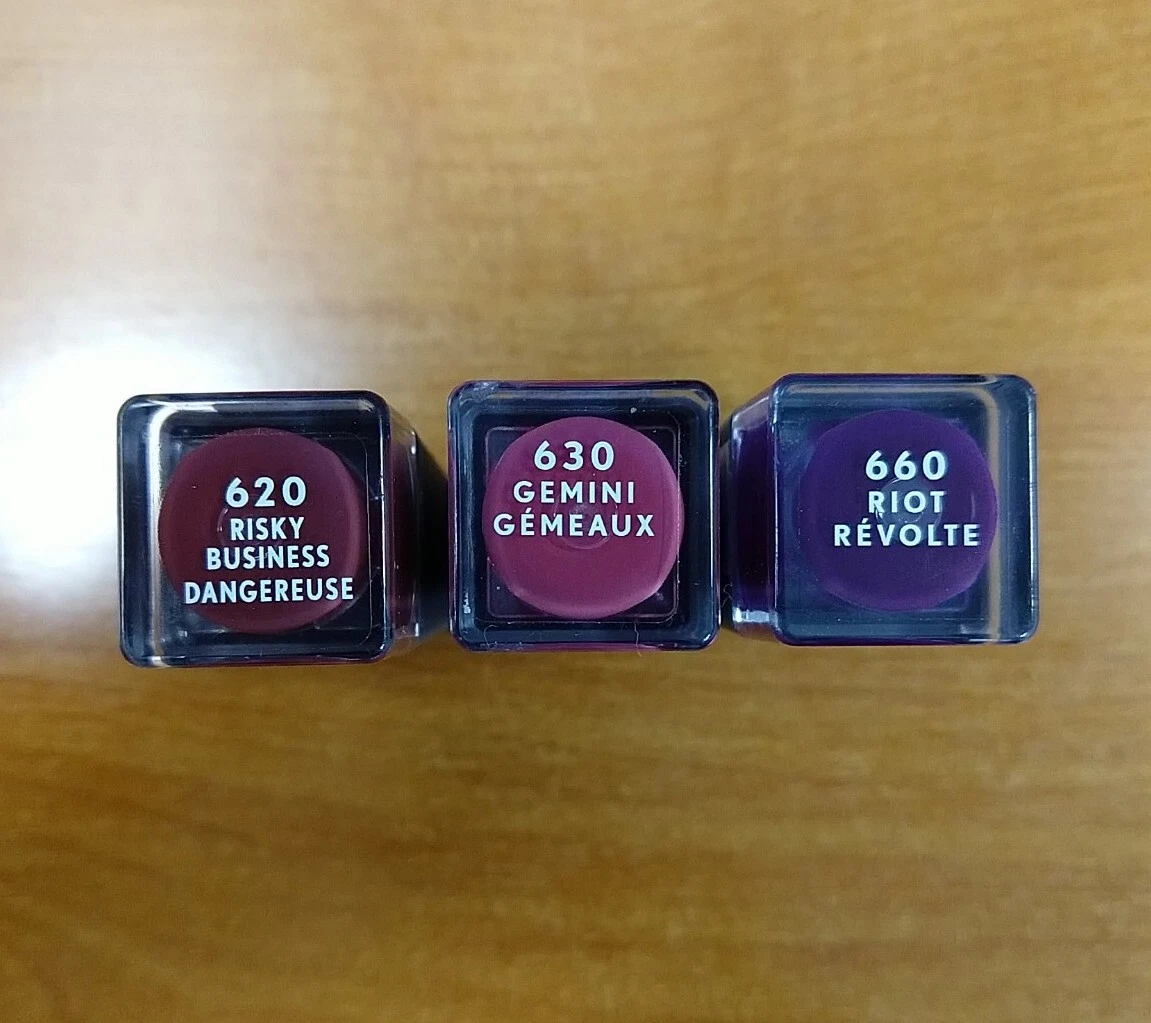 620
RISKY
BUSINESS
DANGEREUSE
630
GEMINI
GÉMEAUX
660
RIOT
RÉVOLTE